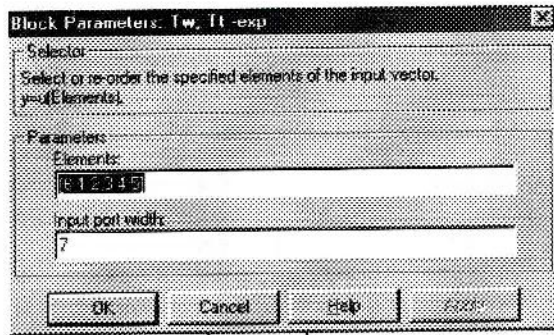 Block Parameters: Tw, Tt -exp
Selector
Select or re-order the specified elements of the input vector.
y=u(Elements).
Parameters
Elements:
[6 1 2 3 4 5]
Input port width:
7
OK
Cancel
Help